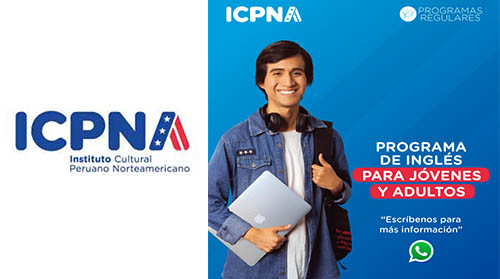 ICPNA
Instituto Cultural
Peruano Norteamericano
ICPNA
PROGRAMAS
REGULARES
PROGRAMA
DE INGLÉS
PARA JÓVENES
Y ADULTOS
“Escríbenos para
más información”